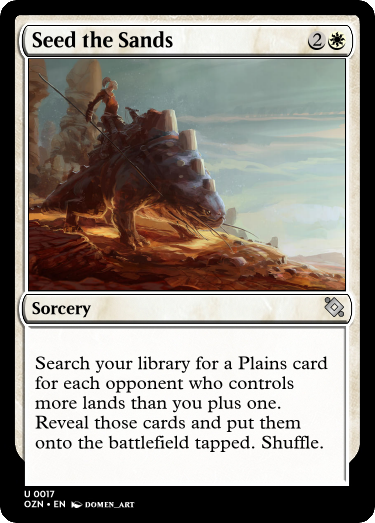 Seed the Sands 2
Sorcery
Search your library for a Plains card
for each opponent who controls
more lands than you plus one.
Reveal those cards and put them
onto the battlefield tapped. Shuffle.
U 0017
OZN • EN DOMEN_ART